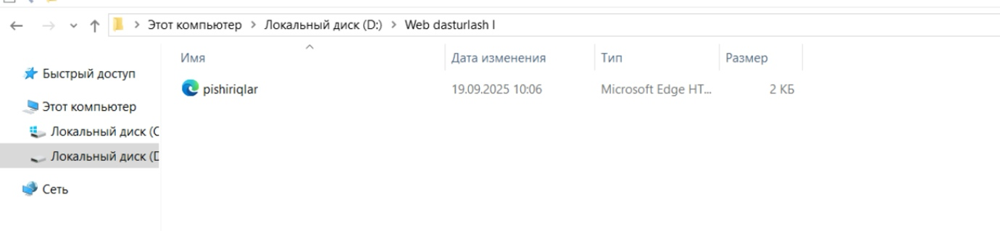 Этот компьютер > Локальный диск (D:) > Web dasturlash I
Имя Дата изменения Тип Размер
Быстрый доступ
pishiriqlar 19.09.2025 10:06 Microsoft Edge HT... 2 КБ
Этот компьютер
Локальный диск (C
Локальный диск (D
Сеть